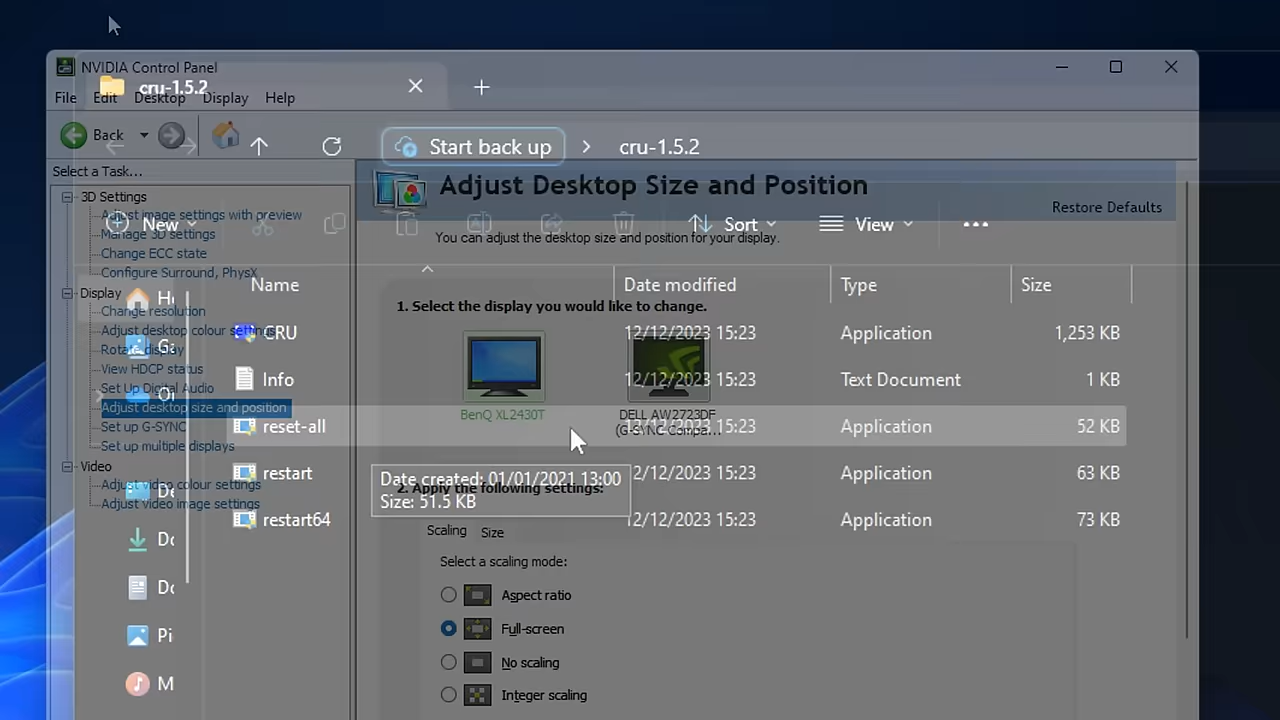 NVIDIA Control Panel
cru-1.5.2
File Edit Desktop Display Help
Back
Start back up > cru-1.5.2
Select a Task...
3D Settings
Adjust image settings with preview
Manage 3D settings
Change ECC state
Configure Surround, PhysX
Display
Change resolution
Adjust desktop colour settings
Rotate display
View HDCP status
Set Up Digital Audio
Adjust desktop size and position
Set up G-SYNC
Set up multiple displays
Video
Adjust video colour settings
Adjust video image settings
Adjust Desktop Size and Position
Restore Defaults
New Sort View
You can adjust the desktop size and position for your display.
Name Date modified Type Size
1. Select the display you would like to change.
CRU 12/12/2023 15:23 Application 1,253 KB
Info 12/12/2023 15:23 Text Document 1 KB
BenQ XL2430T DELL AW2723DF
(G-SYNC Compa...
reset-all 12/12/2023 15:23 Application 52 KB
restart 12/12/2023 15:23 Application 63 KB
restart64 12/12/2023 15:23 Application 73 KB
Date created: 01/01/2021 13:00
Size: 51.5 KB
2. Apply the following settings:
Scaling Size
Select a scaling mode:
Aspect ratio
Full-screen
No scaling
Integer scaling
Do
Do
Pi
M